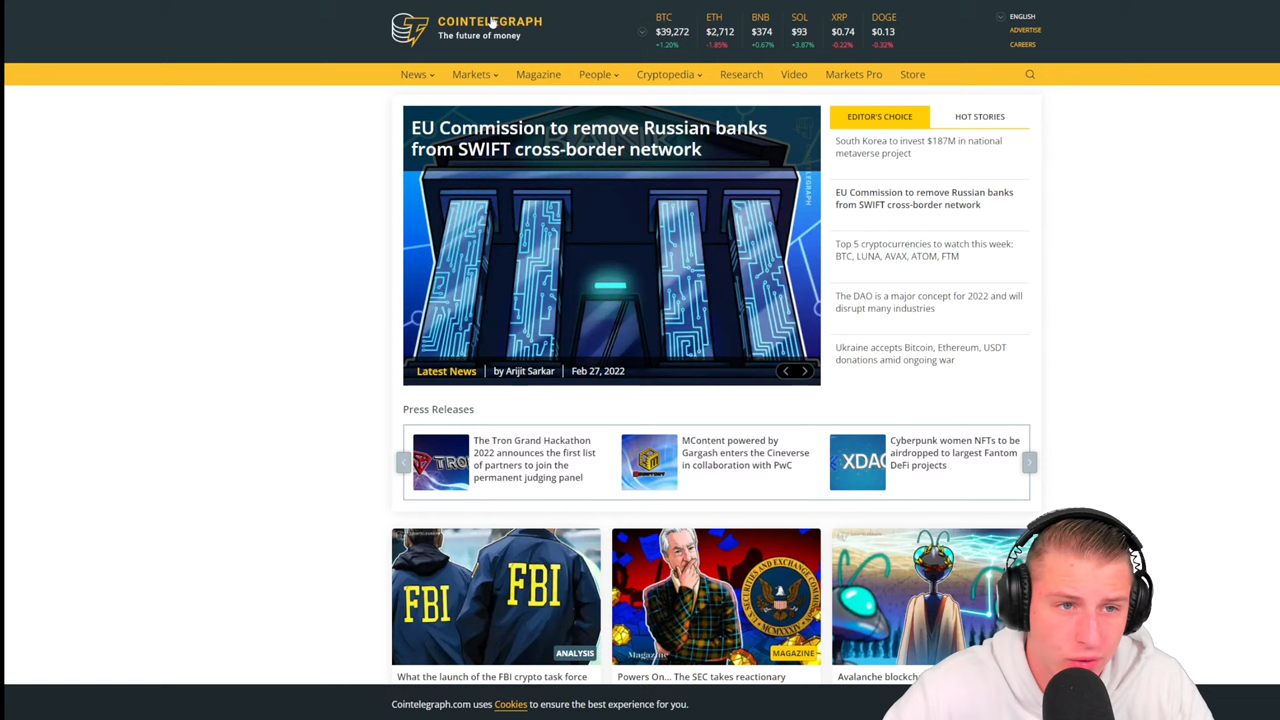 COINTELEGRAPH
The future of money
BTC
$39,272
+1.20%
ETH
$2,712
-1.85%
BNB
$374
+0.67%
SOL
$93
+3.87%
XRP
$0.74
-0.22%
DOGE
$0.13
-0.32%
ENGLISH
ADVERTISE
CAREERS
News
Markets
Magazine
People
Cryptopedia
Research
Video
Markets Pro
Store
EU Commission to remove Russian banks
from SWIFT cross-border network
Latest News
by Arijit Sarkar
Feb 27, 2022
EDITOR'S CHOICE
HOT STORIES
South Korea to invest $187M in national
metaverse project
EU Commission to remove Russian banks
from SWIFT cross-border network
Top 5 cryptocurrencies to watch this week:
BTC, LUNA, AVAX, ATOM, FTM
The DAO is a major concept for 2022 and will
disrupt many industries
Ukraine accepts Bitcoin, Ethereum, USDT
donations amid ongoing war
Press Releases
TRO
The Tron Grand Hackathon
2022 announces the first list
of partners to join the
permanent judging panel
MContent powered by
Gargash enters the Cineverse
in collaboration with PwC
XDAO
Cyberpunk women NFTs to be
airdropped to largest Fantom
DeFi projects
FBI
FBI
ANALYSIS
Magazine
MAGAZINE
What the launch of the FBI crypto task force
Powers On... The SEC takes reactionary
Avalanche blockch
Cointelegraph.com uses Cookies to ensure the best experience for you.